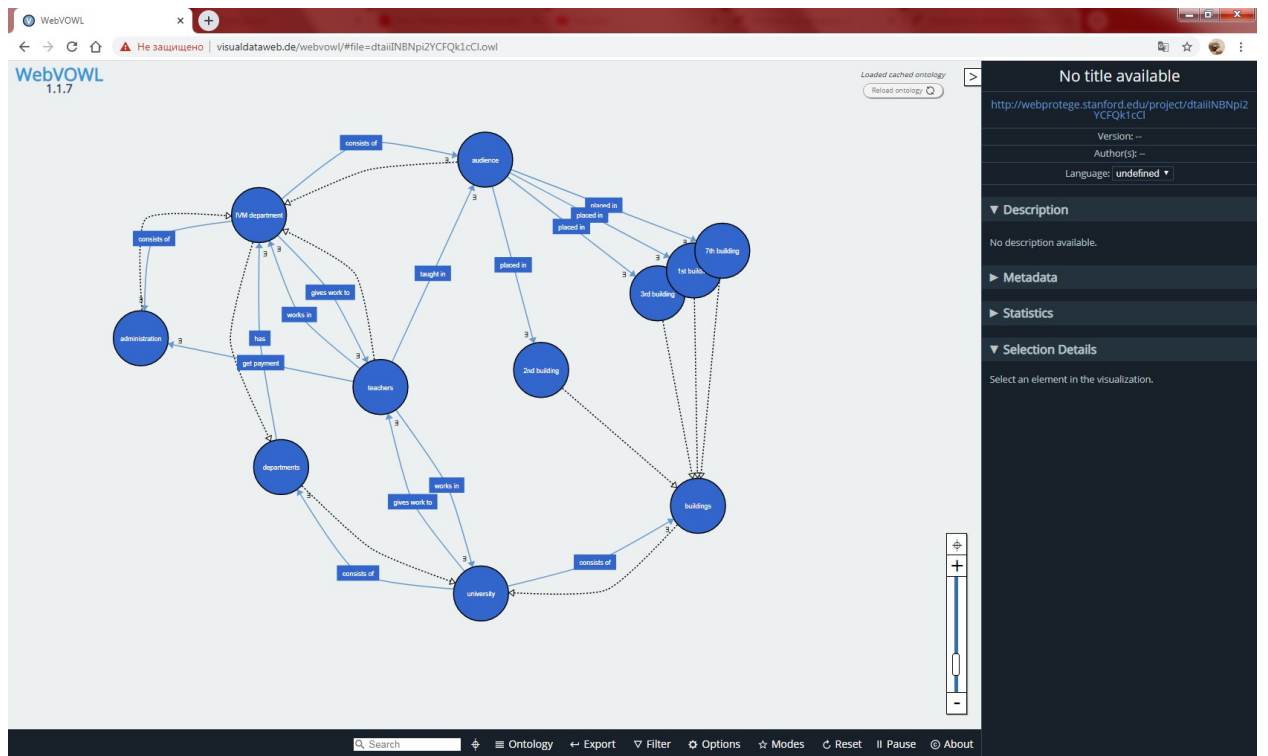 WebVOWL
Не защищено | visualdataweb.de/webvowl/#file=dtaiiINBNpi2YCFQk1cCl.owl
WebVOWL
1.1.7
Loaded cached ontology
Reload ontology
>
consists of
audience
IVM department
consists of
placed in
placed in
placed in
7th building
1st buildi
3rd building
placed in
taught in
gives work to
works in
administration
has
get payment
2nd building
teachers
departments
works in
gives work to
buildings
consists of
consists of
university
+
-
No title available
http://webprotege.stanford.edu/project/dtaiiINBNpi2
YCFQk1cCl
Version: --
Author(s): --
Language: undefined
Description
No description available.
Metadata
Statistics
Selection Details
Select an element in the visualization.
Search
Ontology
Export
Filter
Options
Modes
Reset
Pause
© About